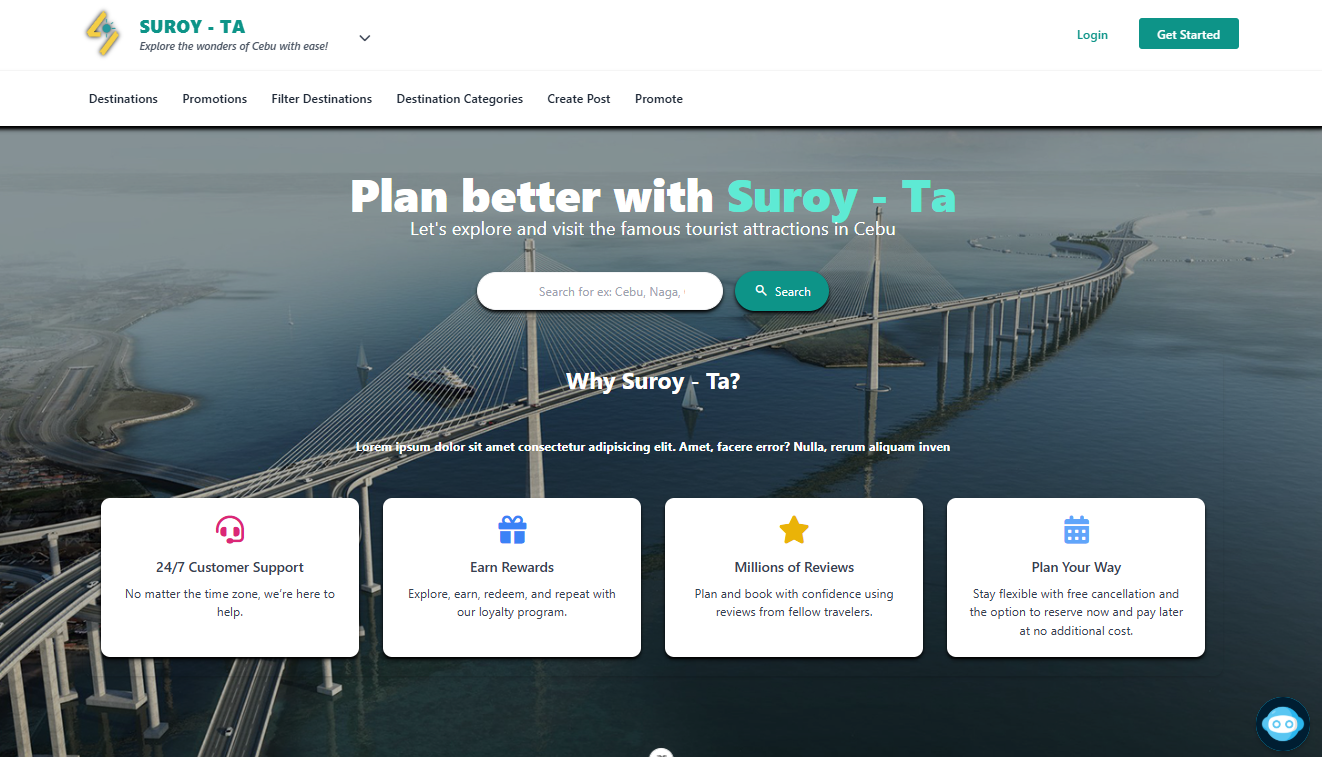 SUROY - TA
Explore the wonders of Cebu with ease!
Login
Get Started
Destinations
Promotions
Filter Destinations
Destination Categories
Create Post
Promote
Plan better with Suroy - Ta
Let's explore and visit the famous tourist attractions in Cebu
Search for ex: Cebu, Naga,
Search
Why Suroy - Ta?
Lorem ipsum dolor sit amet consectetur adipisicing elit. Amet, facere error? Nulla, rerum aliquam inven
24/7 Customer Support
No matter the time zone, we're here to
help.
Earn Rewards
Explore, earn, redeem, and repeat with
our loyalty program.
Millions of Reviews
Plan and book with confidence using
reviews from fellow travelers.
Plan Your Way
Stay flexible with free cancellation and
the option to reserve now and pay later
at no additional cost.